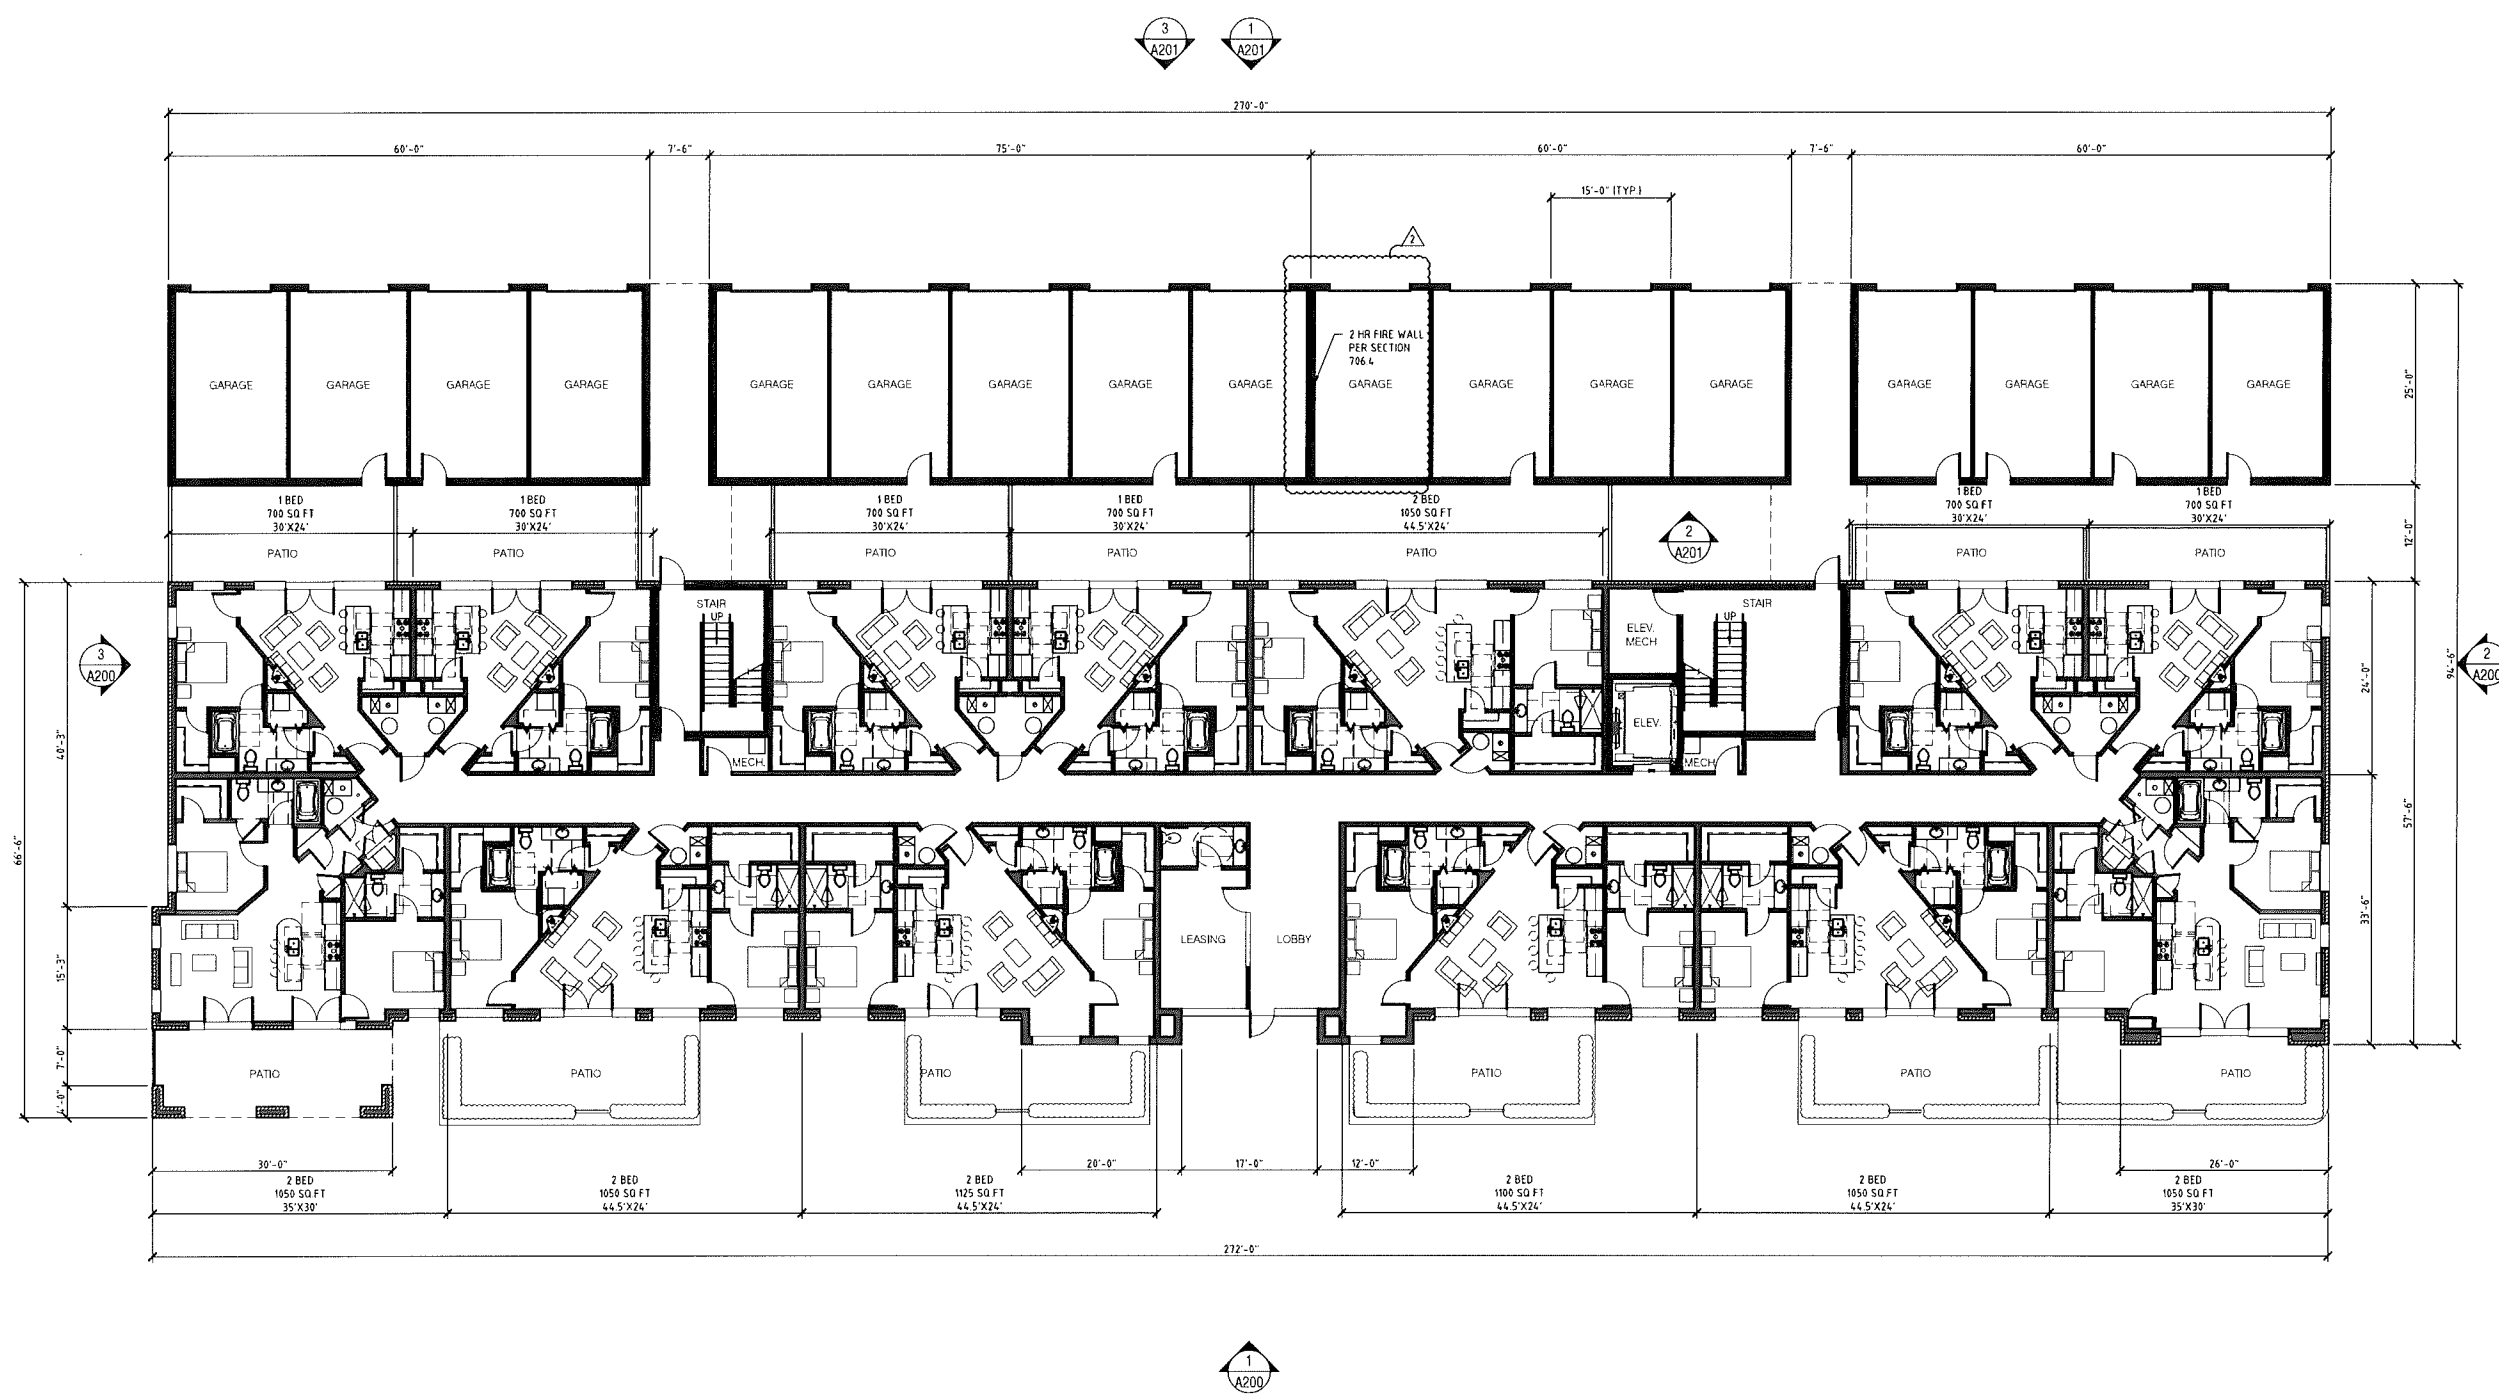 3 1
A201 A201
270'-0"
60'-0" 7'-6" 75'-0" 60'-0" 7'-6" 60'-0"
15'-0" (TYP.)
2
2 HR FIRE WALL
PER SECTION
706.4
GARAGE GARAGE GARAGE GARAGE GARAGE GARAGE GARAGE GARAGE GARAGE GARAGE GARAGE GARAGE GARAGE GARAGE GARAGE GARAGE GARAGE
25'-0"
1 BED 1 BED 1 BED 1 BED 2 BED 1 BED 1 BED
700 SQ FT 700 SQ FT 700 SQ FT 700 SQ FT 1050 SQ FT 700 SQ FT 700 SQ FT
30'X24' 30'X24' 30'X24' 30'X24' 44.5'X24' 30'X24' 30'X24'
2
A201
12'-0"
PATIO PATIO PATIO PATIO PATIO PATIO PATIO
STAIR STAIR
UP UP
ELEV.
MECH
3
A200
2
A200
94'-6"
24'-0"
ELEV.
40'-3"
MECH. MECH
57'-6"
66'-6"
33'-6"
LEASING LOBBY
15'-3"
7'-0"
PATIO PATIO PATIO PATIO PATIO PATIO
4'-0"
30'-0" 20'-0" 17'-0" 12'-0" 26'-0"
2 BED 2 BED 2 BED 2 BED 2 BED 2 BED
1050 SQ FT 1050 SQ FT 1125 SQ FT 1100 SQ FT 1050 SQ FT 1050 SQ FT
35'X30' 44.5'X24' 44.5'X24' 44.5'X24' 44.5'X24' 35'X30'
272'-0"
1
A200